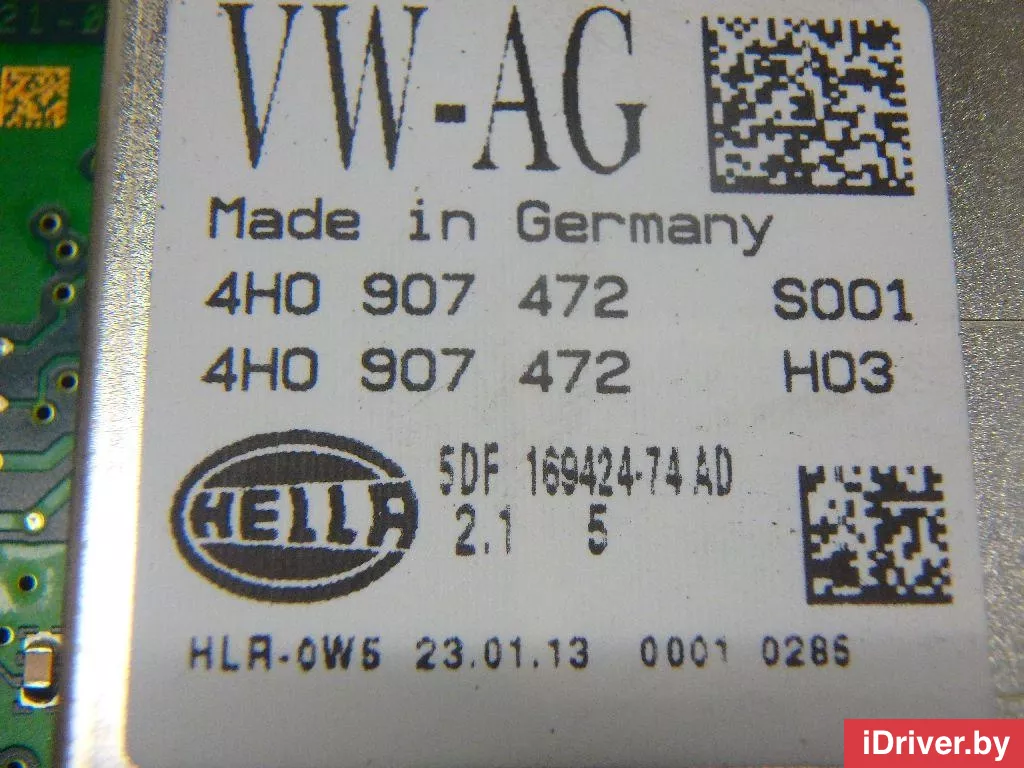 VW-AG
Made in Germany
4H0 907 472 S001
4H0 907 472 H03
HELLA
5DF 169424-74 AD
2.1 5
HLR-0W5 23.01.13 0001 0286
iDriver.by